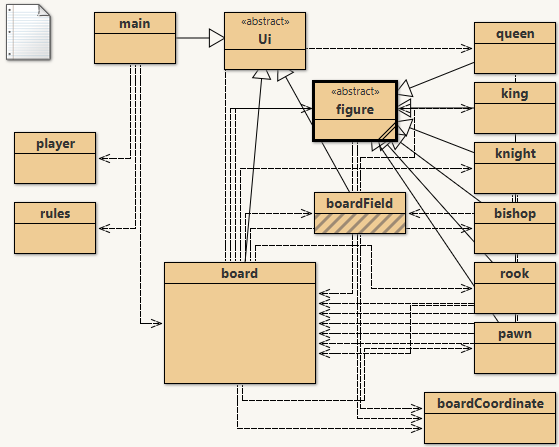 main
«abstract»
Ui
queen
«abstract»
figure
king
player
knight
rules
boardField
bishop
board
rook
pawn
boardCoordinate